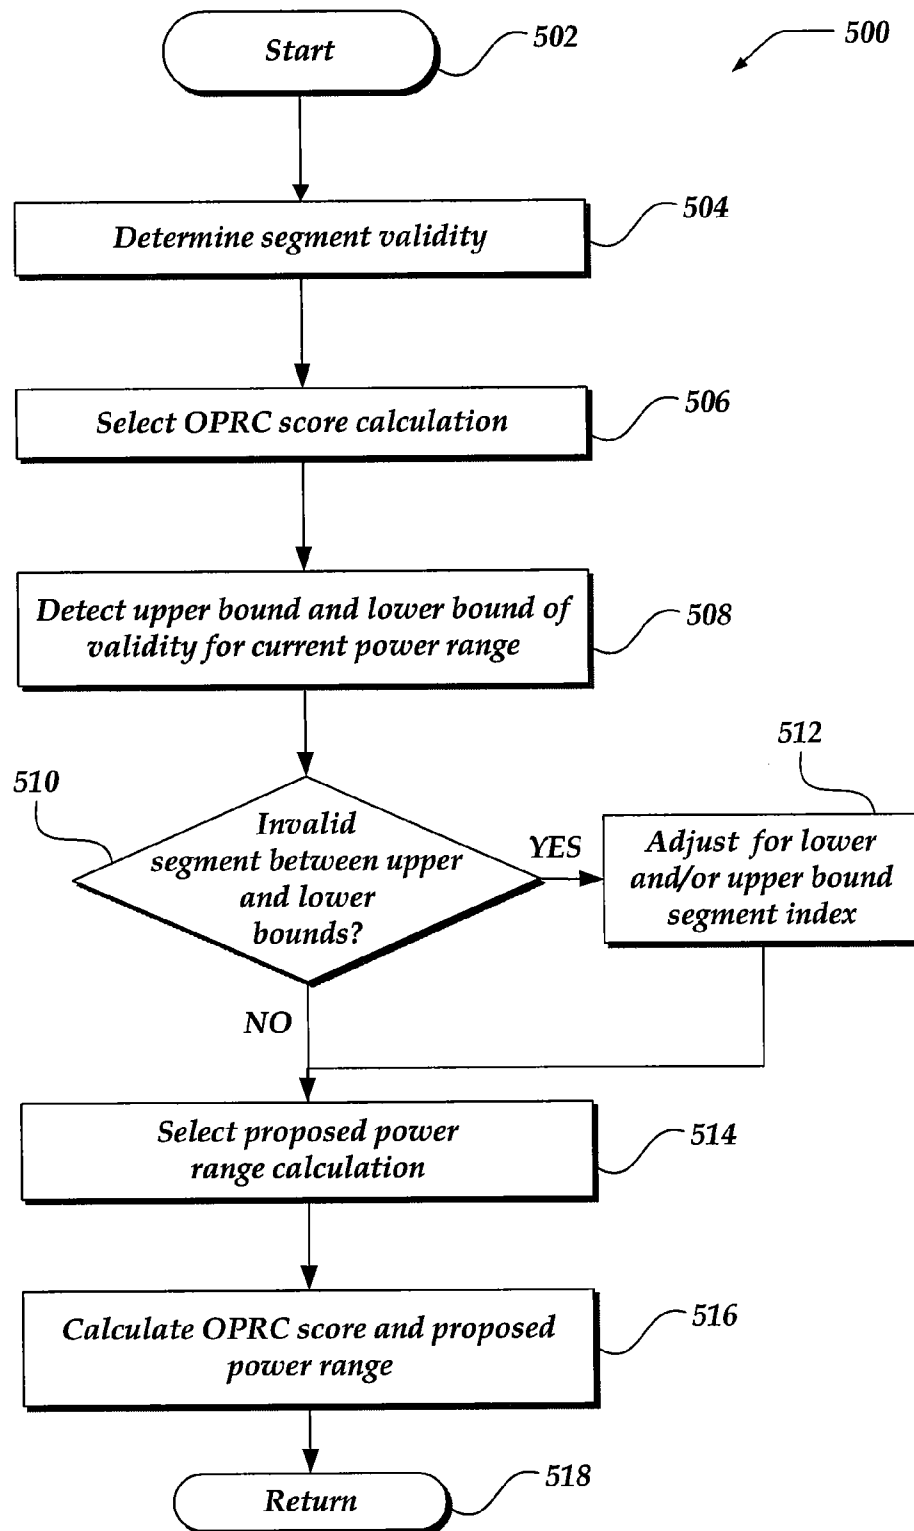 Start
502
500
Determine segment validity
504
Select OPRC score calculation
506
Detect upper bound and lower bound of
validity for current power range
508
510
Invalid
segment between upper
and lower
bounds?
YES
512
Adjust for lower
and/or upper bound
segment index
NO
Select proposed power
range calculation
514
Calculate OPRC score and proposed
power range
516
Return
518